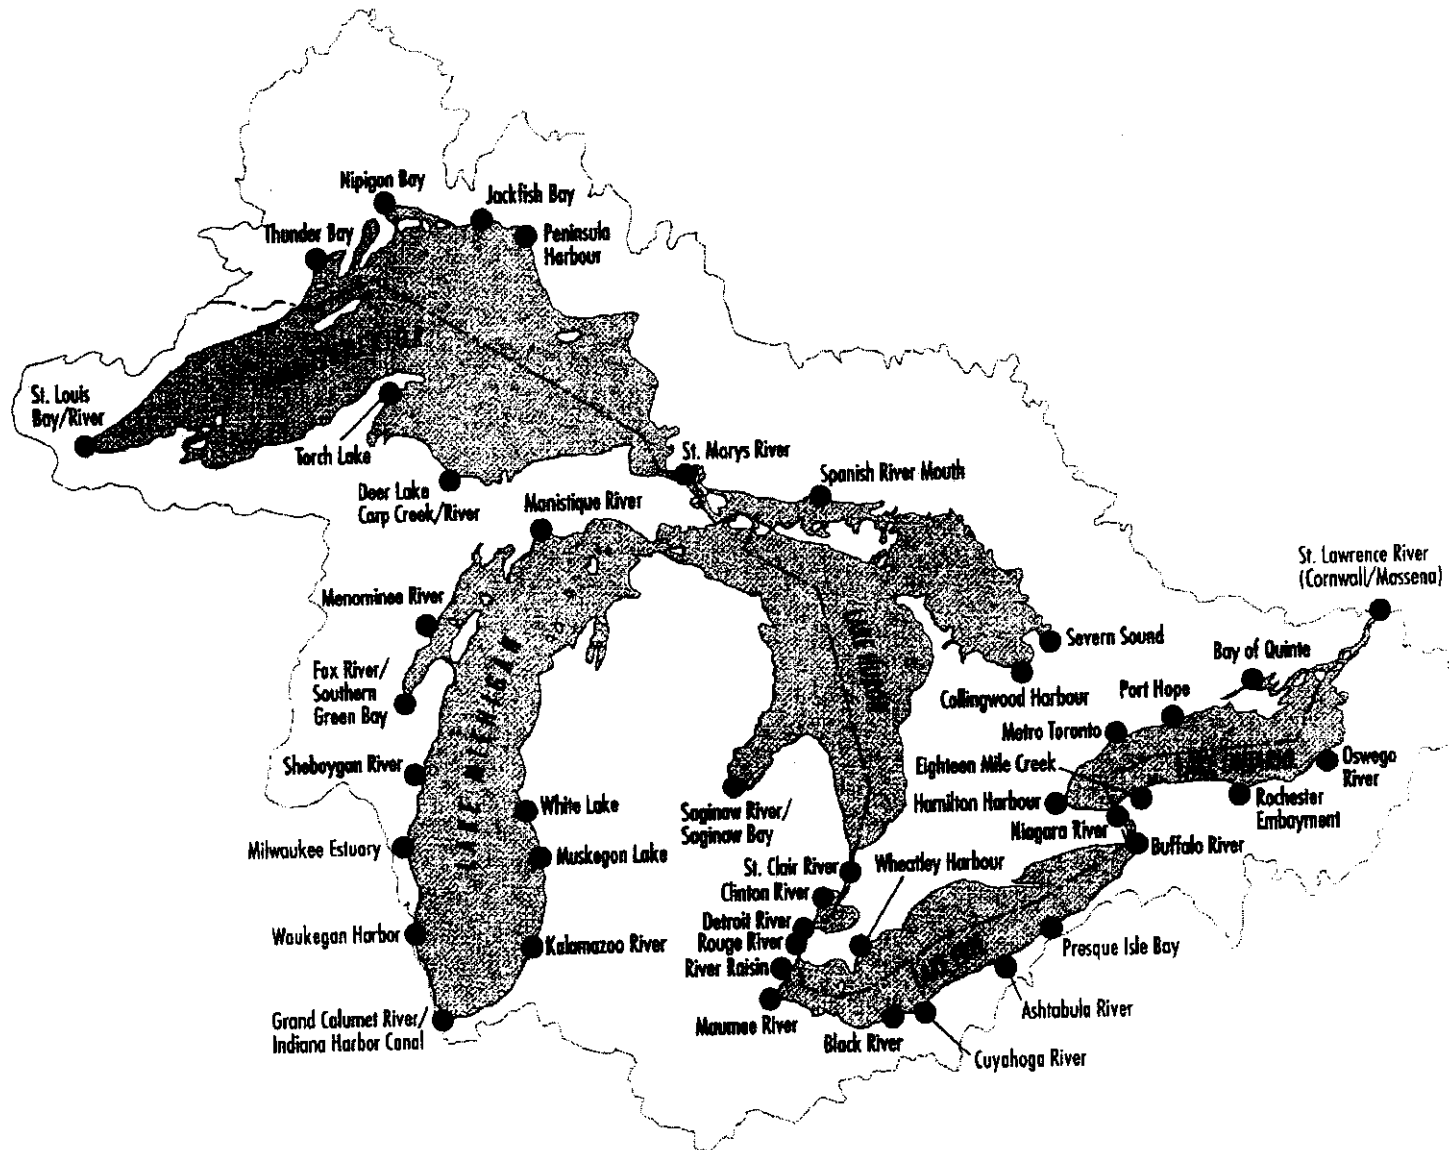 Nipigon Bay
Jackfish Bay
Thunder Bay
Peninsula
Harbour
St. Louis
Bay/River
Torch Lake
St. Marys River
Deer Lake
Carp Creek/River
Spanish River Mouth
Manistique River
St. Lawrence River
(Cornwall/Massena)
Menominee River
LAKE HURON
Severn Sound
Bay of Quinte
Fox River/
Southern
Green Bay
LAKE MICHIGAN
Collingwood Harbour
Port Hope
Metro Toronto
Sheboygan River
Eighteen Mile Creek
Oswego
River
White Lake
Saginaw River/
Saginaw Bay
Hamilton Harbour
Rochester
Embayment
Niagara River
Milwaukee Estuary
Muskegon Lake
St. Clair River
Wheatley Harbour
Buffalo River
Clinton River
Detroit River
Waukegan Harbor
Kalamazoo River
Rouge River
Presque Isle Bay
River Raisin
Ashtabula River
Grand Calumet River/
Indiana Harbor Canal
Maumee River
Black River
Cuyahoga River